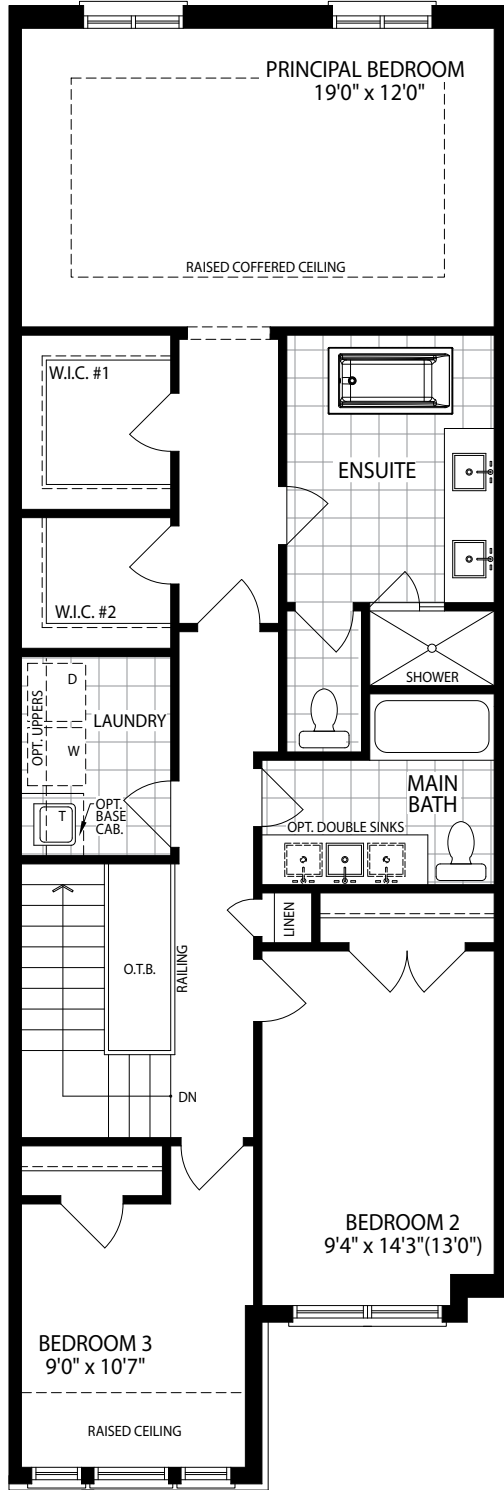 PRINCIPAL BEDROOM
19'0" x 12'0"
RAISED COFFERED CEILING
W.I.C. #1
ENSUITE
W.I.C. #2
SHOWER
OPT. UPPERS
D
LAUNDRY
W
T
OPT.
BASE
CAB.
MAIN
BATH
OPT. DOUBLE SINKS
LINEN
O.T.B.
RAILING
DN
BEDROOM 2
9'4" x 14'3"(13'0")
BEDROOM 3
9'0" x 10'7"
RAISED CEILING